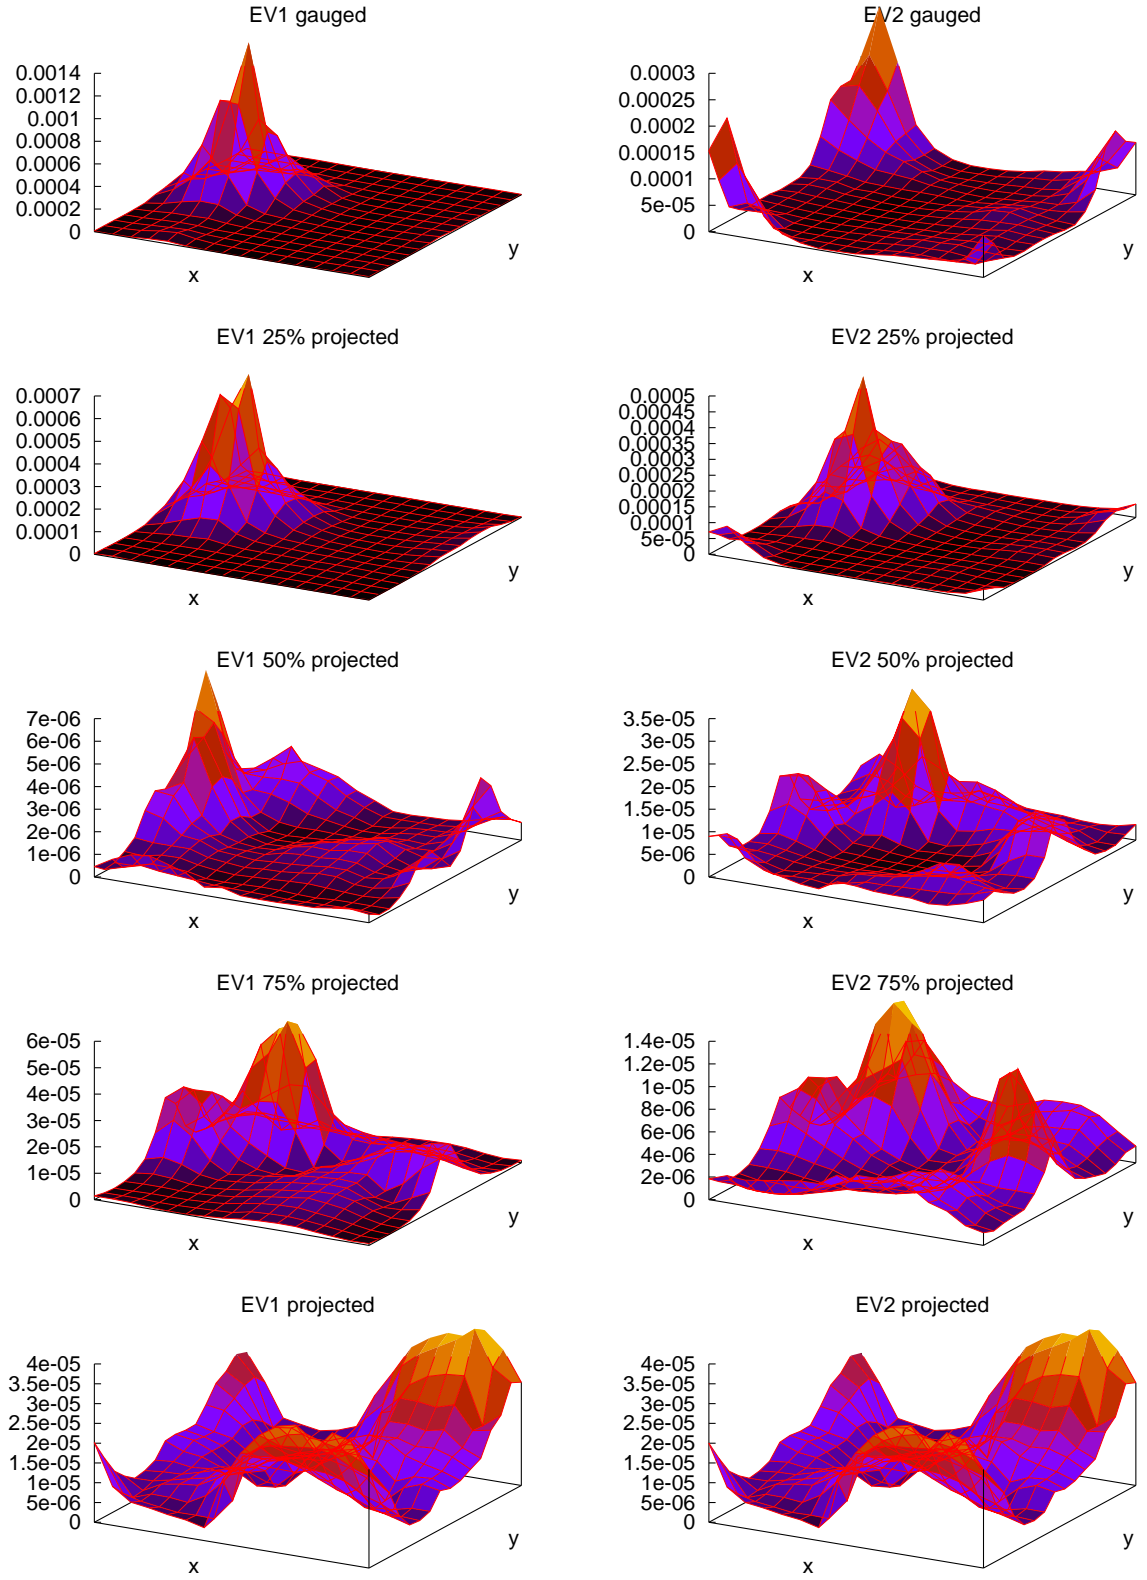 EV1 gauged
0.0014
0.0012
0.001
0.0008
0.0006
0.0004
0.0002
0
x
y
EV2 gauged
0.0003
0.00025
0.0002
0.00015
0.0001
5e-05
0
x
y
EV1 25% projected
0.0007
0.0006
0.0005
0.0004
0.0003
0.0002
0.0001
0
x
y
EV2 25% projected
0.0005
0.00045
0.0004
0.00035
0.0003
0.00025
0.0002
0.00015
0.0001
5e-05
0
x
y
EV1 50% projected
7e-06
6e-06
5e-06
4e-06
3e-06
2e-06
1e-06
0
x
y
EV2 50% projected
3.5e-05
3e-05
2.5e-05
2e-05
1.5e-05
1e-05
5e-06
0
x
y
EV1 75% projected
6e-05
5e-05
4e-05
3e-05
2e-05
1e-05
0
x
y
EV2 75% projected
1.4e-05
1.2e-05
1e-05
8e-06
6e-06
4e-06
2e-06
0
x
y
EV1 projected
4e-05
3.5e-05
3e-05
2.5e-05
2e-05
1.5e-05
1e-05
5e-06
0
x
y
EV2 projected
4e-05
3.5e-05
3e-05
2.5e-05
2e-05
1.5e-05
1e-05
5e-06
0
x
y